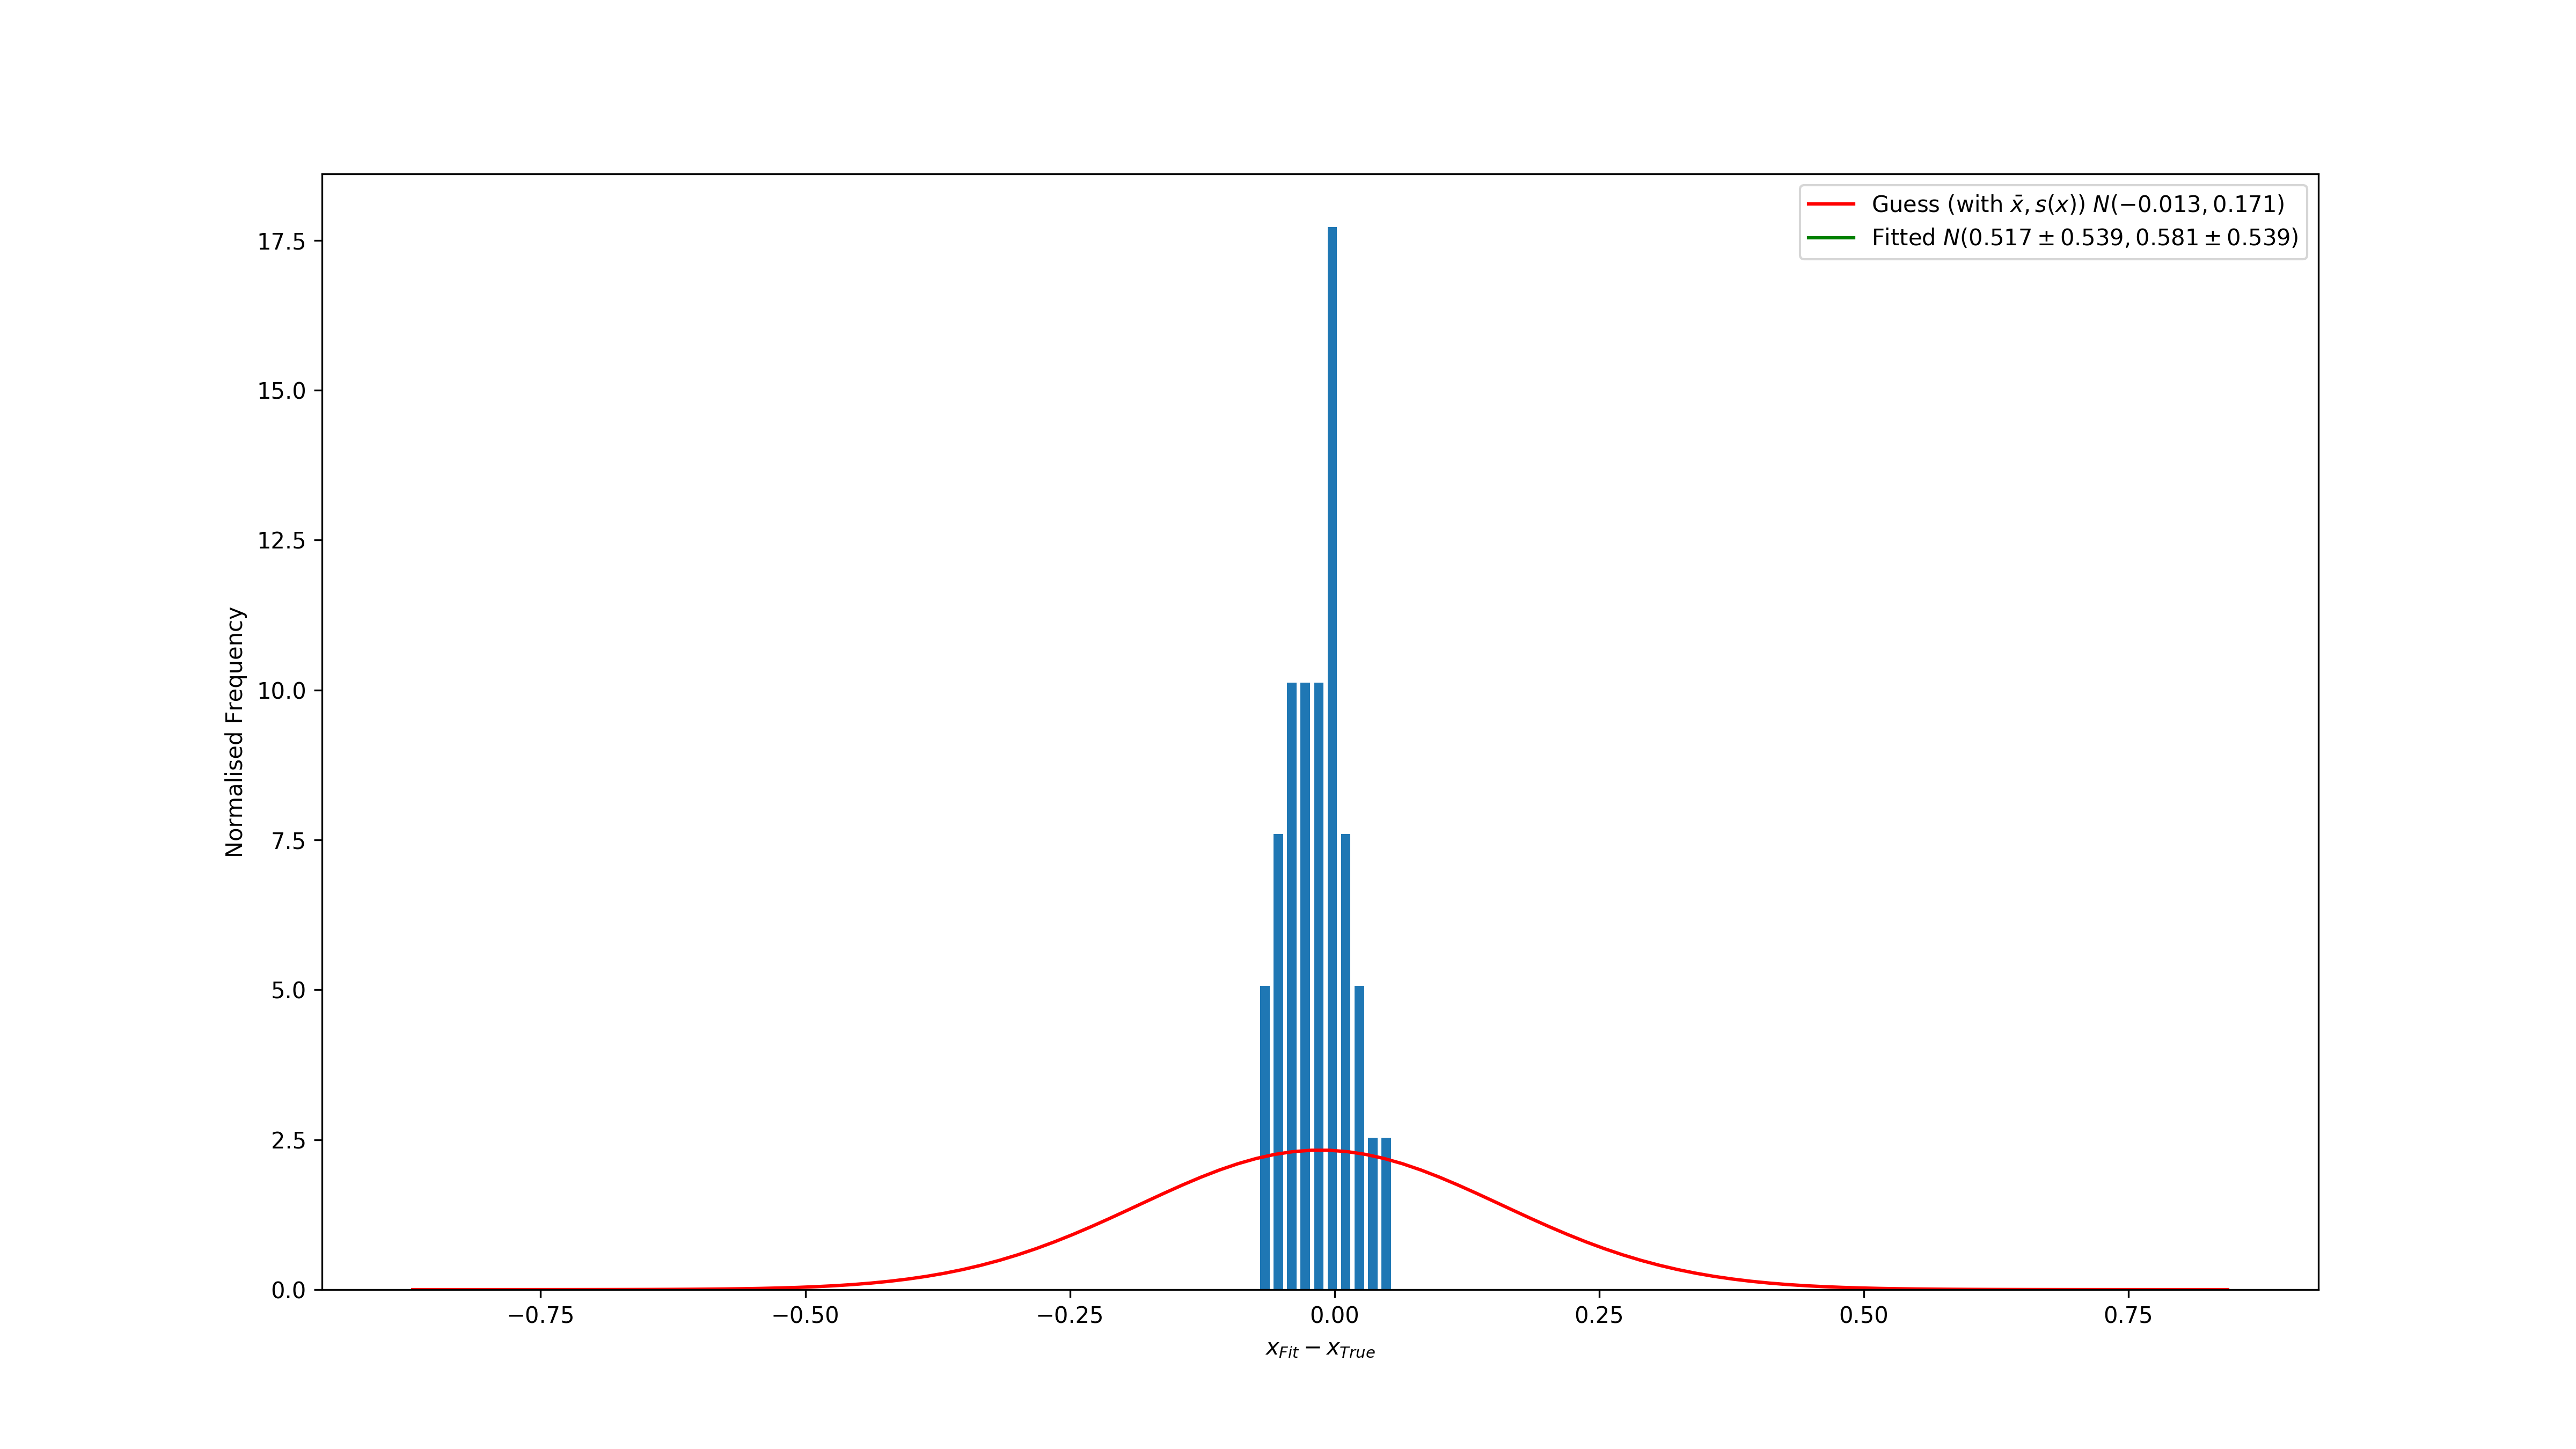 Guess (with x̄, s(x)) N(−0.013, 0.171)
Fitted N(0.517 ± 0.539, 0.581 ± 0.539)
17.5
15.0
12.5
10.0
7.5
5.0
2.5
0.0
Normalised Frequency
−0.75 −0.50 −0.25 0.00 0.25 0.50 0.75
x_Fit − x_True